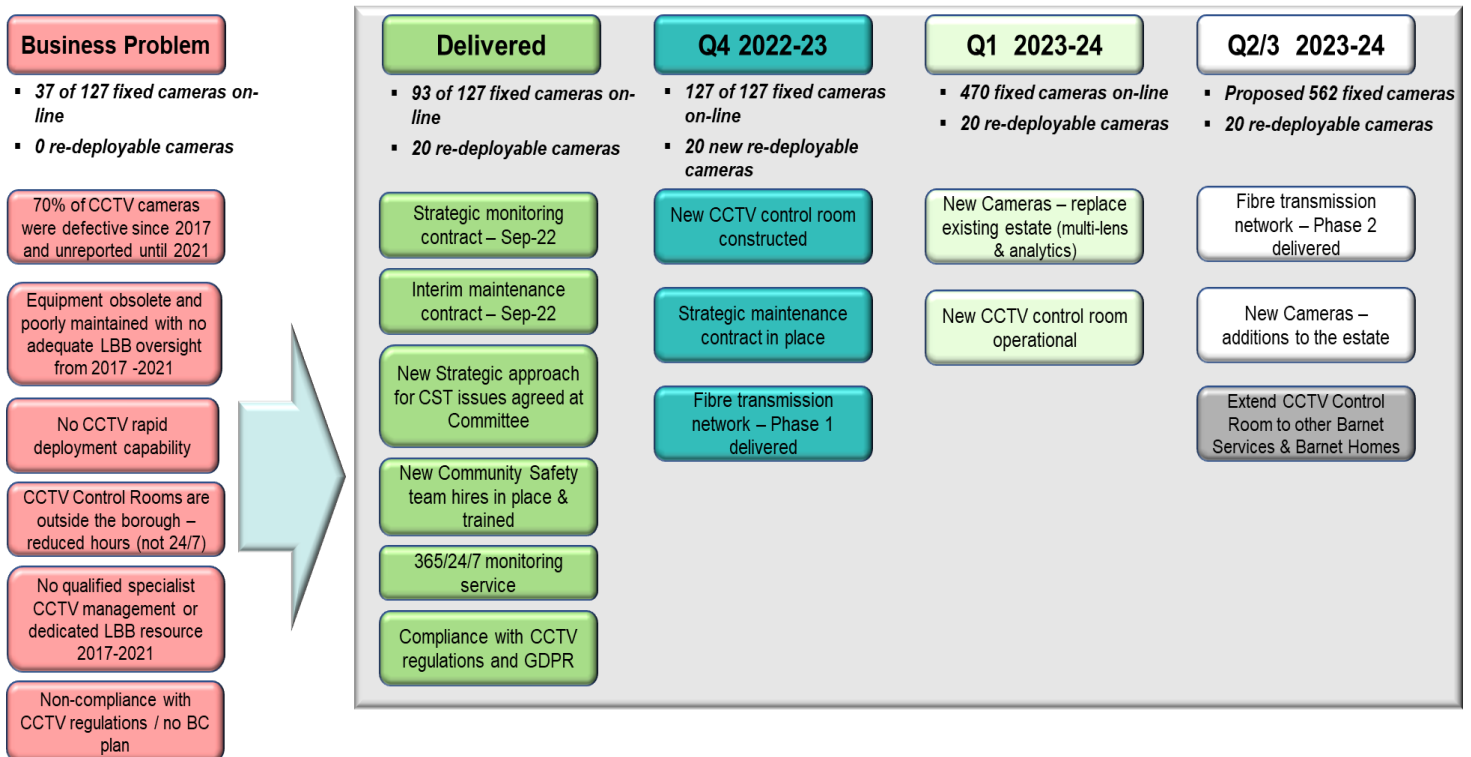 Business Problem
▪ 37 of 127 fixed cameras on-
line
▪ 0 re-deployable cameras
70% of CCTV cameras
were defective since 2017
and unreported until 2021
Equipment obsolete and
poorly maintained with no
adequate LBB oversight
from 2017 -2021
No CCTV rapid
deployment capability
CCTV Control Rooms are
outside the borough –
reduced hours (not 24/7)
No qualified specialist
CCTV management or
dedicated LBB resource
2017-2021
Non-compliance with
CCTV regulations / no BC
plan
Delivered
▪ 93 of 127 fixed cameras on-
line
▪ 20 re-deployable cameras
Strategic monitoring
contract – Sep-22
Interim maintenance
contract – Sep-22
New Strategic approach
for CST issues agreed at
Committee
New Community Safety
team hires in place &
trained
365/24/7 monitoring
service
Compliance with CCTV
regulations and GDPR
Q4 2022-23
▪ 127 of 127 fixed cameras
on-line
▪ 20 new re-deployable
cameras
New CCTV control room
constructed
Strategic maintenance
contract in place
Fibre transmission
network – Phase 1
delivered
Q1 2023-24
▪ 470 fixed cameras on-line
▪ 20 re-deployable cameras
New Cameras – replace
existing estate (multi-lens
& analytics)
New CCTV control room
operational
Q2/3 2023-24
▪ Proposed 562 fixed cameras
▪ 20 re-deployable cameras
Fibre transmission
network – Phase 2
delivered
New Cameras –
additions to the estate
Extend CCTV Control
Room to other Barnet
Services & Barnet Homes